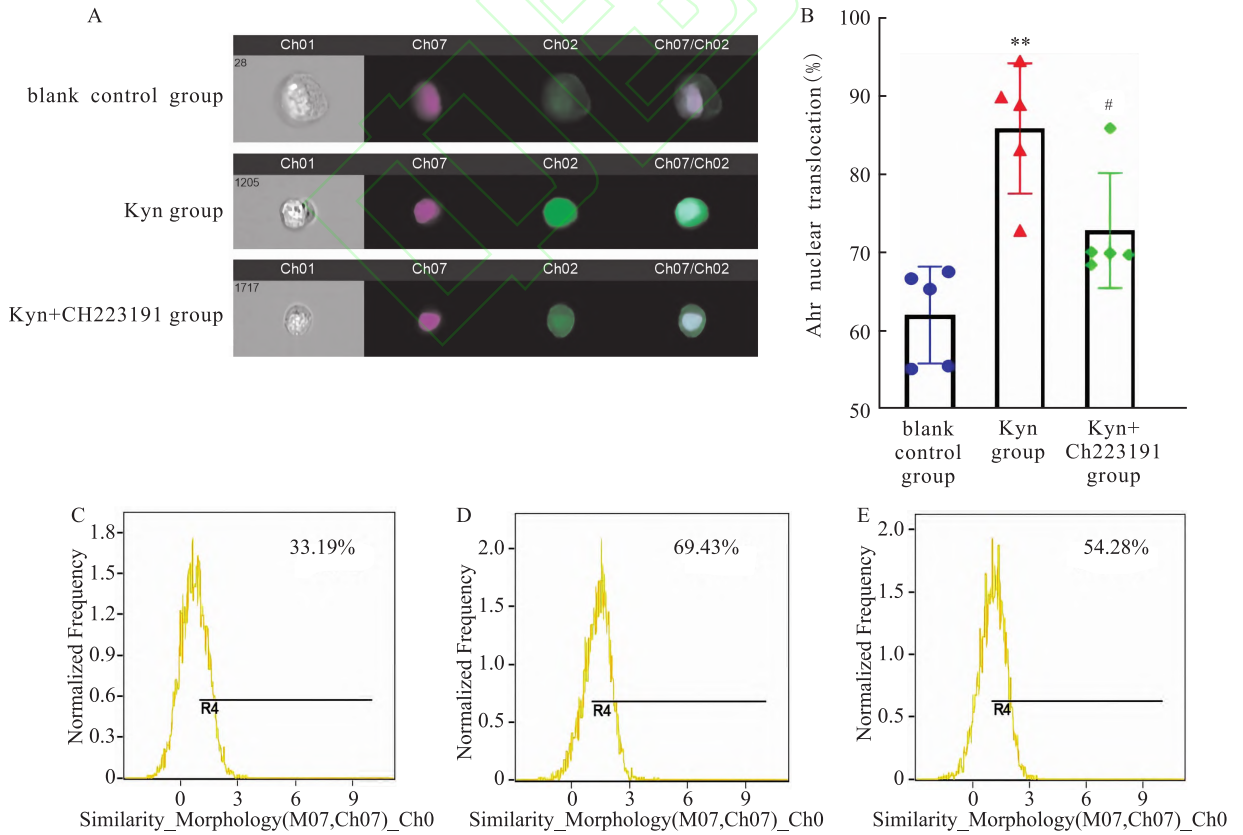 A
Ch01 Ch07 Ch02 Ch07/Ch02
blank control group
28
Ch01 Ch07 Ch02 Ch07/Ch02
1205
Kyn group
Ch01 Ch07 Ch02 Ch07/Ch02
1717
Kyn+CH223191 group
B
Ahr nuclear translocation(%)
100
90
80
70
60
50
**
#
blank
control
group
Kyn
group
Kyn+
Ch223191
group
C
Normalized Frequency
33.19%
1.8
1.5
1.2
0.9
0.6
0.3
0
R4
0 3 6 9
Similarity_Morphology(M07,Ch07)_Ch0
D
Normalized Frequency
69.43%
2.0
1.5
1.0
0.5
0
R4
0 3 6 9
Similarity_Morphology(M07,Ch07)_Ch0
E
Normalized Frequency
54.28%
2.0
1.5
1.0
0.5
0
R4
0 3 6 9
Similarity_Morphology(M07,Ch07)_Ch0